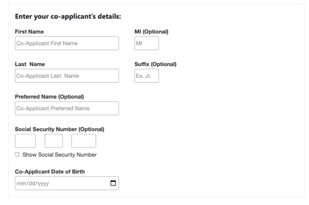 Enter your co-applicant's details:
First Name MI (Optional)
Co-Applicant First Name MI
Last Name Suffix (Optional)
Co-Applicant Last Name Ex. Jr.
Preferred Name (Optional)
Co-Applicant Preferred Name
Social Security Number (Optional)
Show Social Security Number
Co-Applicant Date of Birth
mm/dd/yyyy